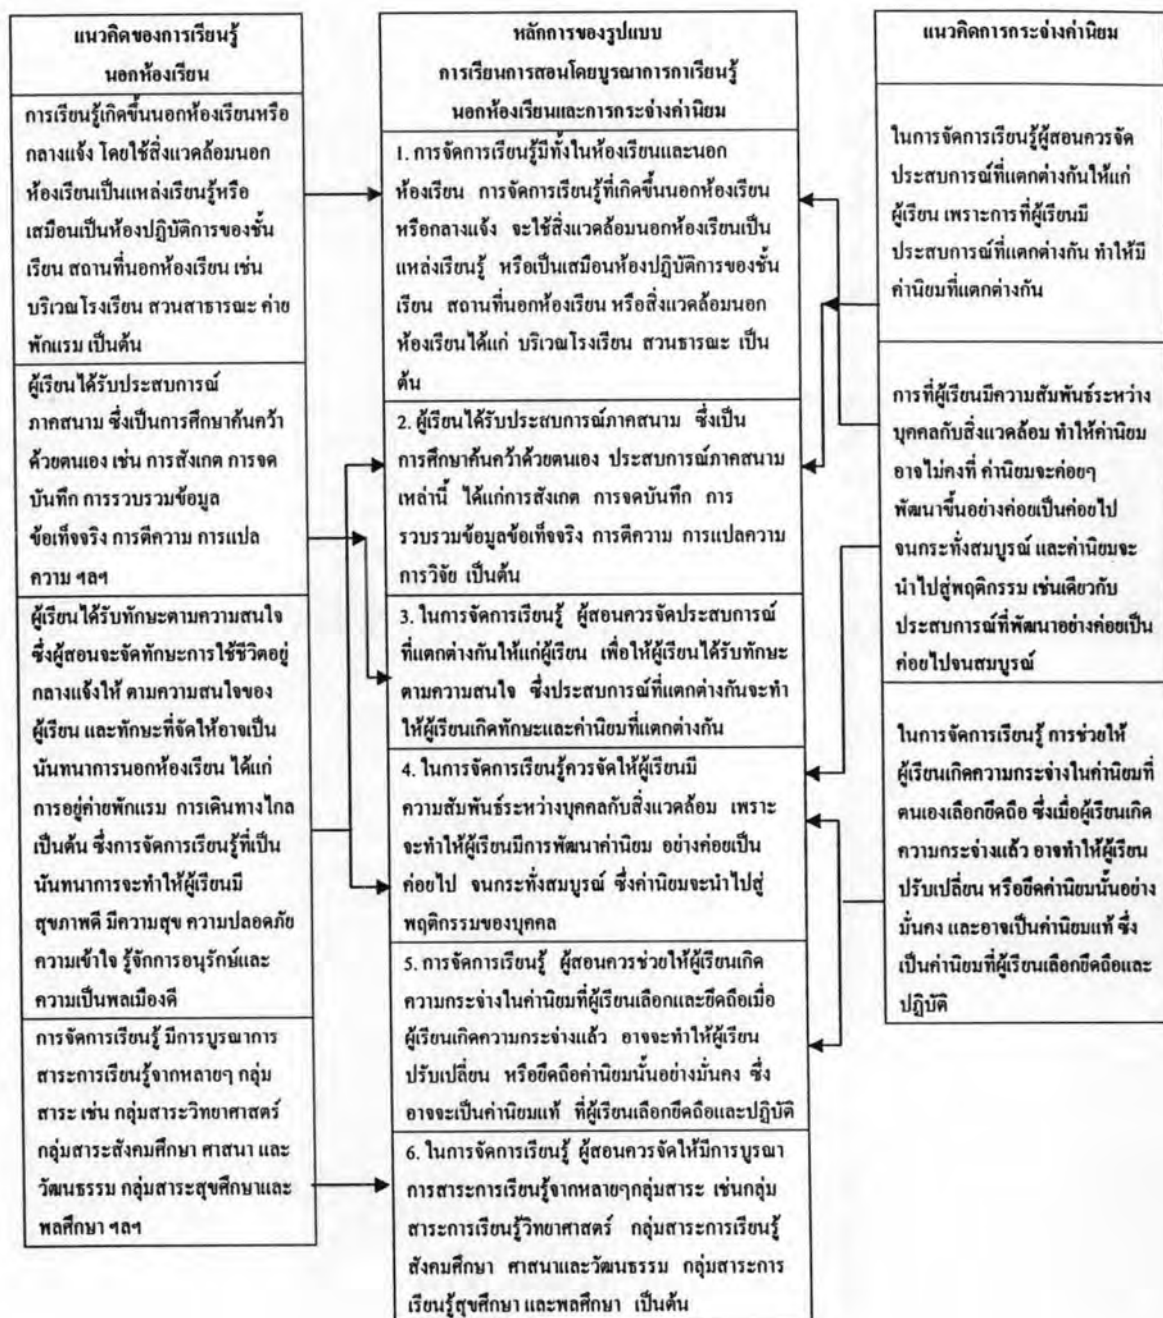 แนวคิดของการเรียนรู้
นอกห้องเรียน
การเรียนรู้เกิดขึ้นนอกห้องเรียนหรือ
กลางแจ้ง โดยใช้สิ่งแวดล้อมนอก
ห้องเรียนเป็นแหล่งเรียนรู้หรือ
เสมือนเป็นห้องปฏิบัติการของชั้น
เรียน สถานที่นอกห้องเรียน เช่น
บริเวณโรงเรียน สวนสาธารณะ ค่าย
พักแรม เป็นต้น
ผู้เรียนได้รับประสบการณ์
ภาคสนาม ซึ่งเป็นการศึกษาค้นคว้า
ด้วยตนเอง เช่น การสังเกต การจด
บันทึก การรวบรวมข้อมูล
ข้อเท็จจริง การตีความ การแปล
ความ ฯลฯ
ผู้เรียนได้รับทักษะตามความสนใจ
ซึ่งผู้สอนจะจัดทักษะการใช้ชีวิตอยู่
กลางแจ้งให้ ตามความสนใจของ
ผู้เรียน และทักษะที่จัดให้อาจเป็น
นันทนาการนอกห้องเรียน ได้แก่
การอยู่ค่ายพักแรม การเดินทางไกล
เป็นต้น ซึ่งการจัดการเรียนรู้ที่เป็น
นันทนาการจะทำให้ผู้เรียนมี
สุขภาพดี มีความสุข ความปลอดภัย
ความเข้าใจ รู้จักการอนุรักษ์และ
ความเป็นพลเมืองดี
การจัดการเรียนรู้ มีการบูรณาการ
สาระการเรียนรู้จากหลายๆ กลุ่ม
สาระ เช่น กลุ่มสาระวิทยาศาสตร์
กลุ่มสาระสังคมศึกษา ศาสนา และ
วัฒนธรรม กลุ่มสาระสุขศึกษาและ
พลศึกษา ฯลฯ
หลักการของรูปแบบ
การเรียนการสอนโดยบูรณาการกาเรียนรู้
นอกห้องเรียนและการกระจ่างค่านิยม
1. การจัดการเรียนรู้มีทั้งในห้องเรียนและนอก
ห้องเรียน การจัดการเรียนรู้ที่เกิดขึ้นนอกห้องเรียน
หรือกลางแจ้ง จะใช้สิ่งแวดล้อมนอกห้องเรียนเป็น
แหล่งเรียนรู้ หรือเป็นเสมือนห้องปฏิบัติการของชั้น
เรียน สถานที่นอกห้องเรียน หรือสิ่งแวดล้อมนอก
ห้องเรียนได้แก่ บริเวณโรงเรียน สวนธารณะ เป็น
ต้น
2. ผู้เรียนได้รับประสบการณ์ภาคสนาม ซึ่งเป็น
การศึกษาค้นคว้าด้วยตนเอง ประสบการณ์ภาคสนาม
เหล่านี้ ได้แก่การสังเกต การจดบันทึก การ
รวบรวมข้อมูลข้อเท็จจริง การตีความ การแปลความ
การวิจัย เป็นต้น
3. ในการจัดการเรียนรู้ ผู้สอนควรจัดประสบการณ์
ที่แตกต่างกันให้แก่ผู้เรียน เพื่อให้ผู้เรียนได้รับทักษะ
ตามความสนใจ ซึ่งประสบการณ์ที่แตกต่างกันจะทำ
ให้ผู้เรียนเกิดทักษะและค่านิยมที่แตกต่างกัน
4. ในการจัดการเรียนรู้ควรจัดให้ผู้เรียนมี
ความสัมพันธ์ระหว่างบุคคลกับสิ่งแวดล้อม เพราะ
จะทำให้ผู้เรียนมีการพัฒนาค่านิยม อย่างค่อยเป็น
ค่อยไป จนกระทั่งสมบูรณ์ ซึ่งค่านิยมจะนำไปสู่
พฤติกรรมของบุคคล
5. การจัดการเรียนรู้ ผู้สอนควรช่วยให้ผู้เรียนเกิด
ความกระจ่างในค่านิยมที่ผู้เรียนเลือกและยึดถือเมื่อ
ผู้เรียนเกิดความกระจ่างแล้ว อาจจะทำให้ผู้เรียน
ปรับเปลี่ยน หรือยึดถือค่านิยมนั้นอย่างมั่นคง ซึ่ง
อาจจะเป็นค่านิยมแท้ ที่ผู้เรียนเลือกยึดถือและปฏิบัติ
6. ในการจัดการเรียนรู้ ผู้สอนควรจัดให้มีการบูรณา
การสาระการเรียนรู้จากหลายๆกลุ่มสาระ เช่นกลุ่ม
สาระการเรียนรู้วิทยาศาสตร์ กลุ่มสาระการเรียนรู้
สังคมศึกษา ศาสนาและวัฒนธรรม กลุ่มสาระการ
เรียนรู้สุขศึกษา และพลศึกษา เป็นต้น
แนวคิดการกระจ่างค่านิยม
ในการจัดการเรียนรู้ผู้สอนควรจัด
ประสบการณ์ที่แตกต่างกันให้แก่
ผู้เรียน เพราะการที่ผู้เรียนมี
ประสบการณ์ที่แตกต่างกัน ทำให้มี
ค่านิยมที่แตกต่างกัน
การที่ผู้เรียนมีความสัมพันธ์ระหว่าง
บุคคลกับสิ่งแวดล้อม ทำให้ค่านิยม
อาจไม่คงที่ ค่านิยมจะค่อยๆ
พัฒนาขึ้นอย่างค่อยเป็นค่อยไป
จนกระทั่งสมบูรณ์ และค่านิยมจะ
นำไปสู่พฤติกรรม เช่นเดียวกับ
ประสบการณ์ที่พัฒนาอย่างค่อยเป็น
ค่อยไปจนสมบูรณ์
ในการจัดการเรียนรู้ การช่วยให้
ผู้เรียนเกิดความกระจ่างในค่านิยมที่
ตนเองเลือกยึดถือ ซึ่งเมื่อผู้เรียนเกิด
ความกระจ่างแล้ว อาจทำให้ผู้เรียน
ปรับเปลี่ยน หรือยึดค่านิยมนั้นอย่าง
มั่นคง และอาจเป็นค่านิยมแท้ ซึ่ง
เป็นค่านิยมที่ผู้เรียนเลือกยึดถือและ
ปฏิบัติ